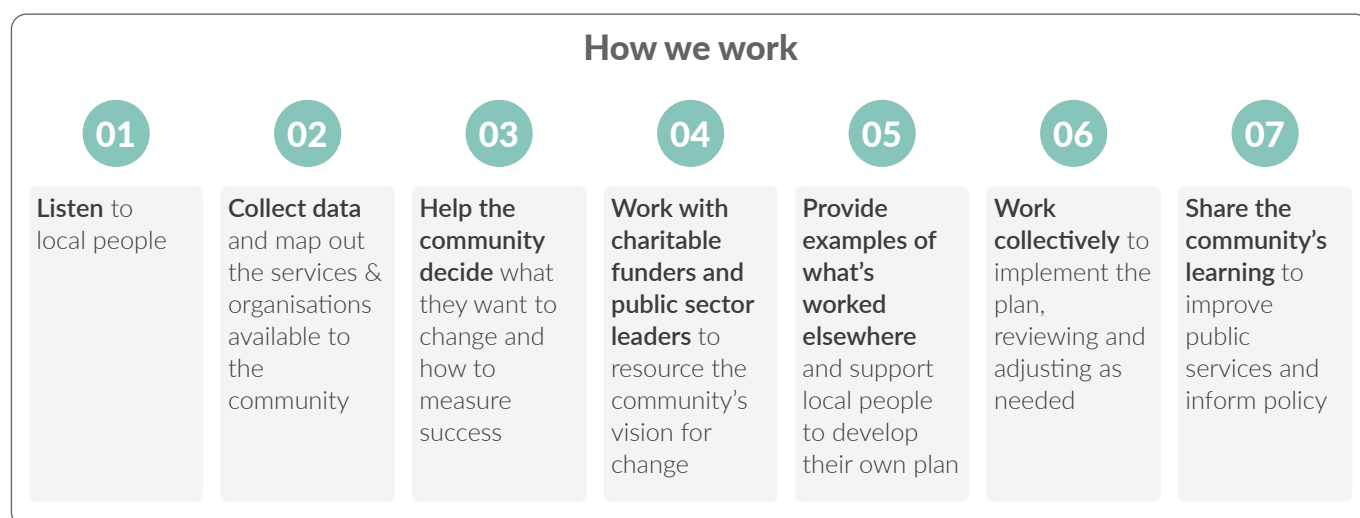 How we work
01
Listen to
local people
02
Collect data
and map out
the services &
organisations
available to
the
community
03
Help the
community
decide what
they want to
change and
how to
measure
success
04
Work with
charitable
funders and
public sector
leaders to
resource the
community’s
vision for
change
05
Provide
examples of
what’s
worked
elsewhere
and support
local people
to develop
their own plan
06
Work
collectively to
implement the
plan,
reviewing and
adjusting as
needed
07
Share the
community’s
learning to
improve
public
services and
inform policy